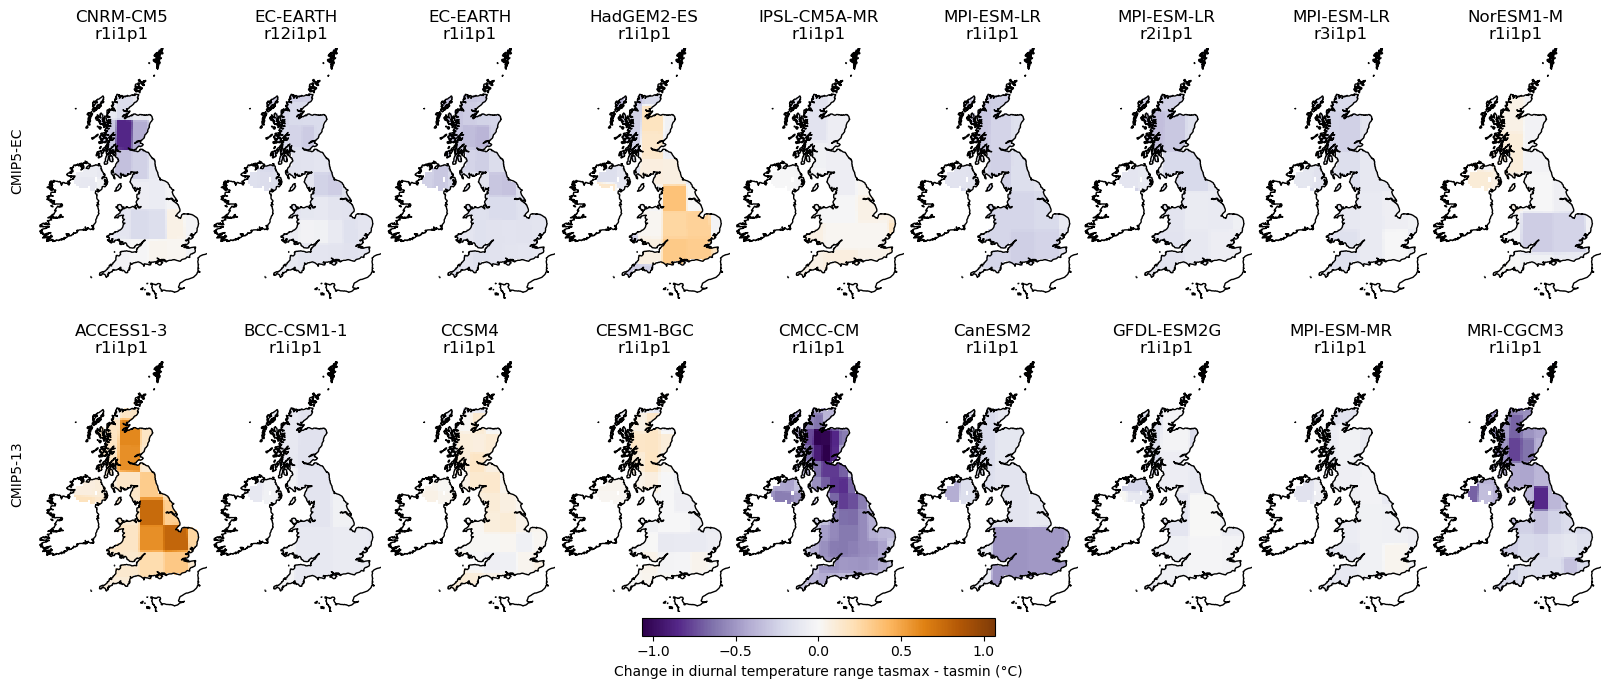 CNRM-CM5
r1i1p1
EC-EARTH
r12i1p1
EC-EARTH
r1i1p1
HadGEM2-ES
r1i1p1
IPSL-CM5A-MR
r1i1p1
MPI-ESM-LR
r1i1p1
MPI-ESM-LR
r2i1p1
MPI-ESM-LR
r3i1p1
NorESM1-M
r1i1p1
CMIP5-EC
ACCESS1-3
r1i1p1
BCC-CSM1-1
r1i1p1
CCSM4
r1i1p1
CESM1-BGC
r1i1p1
CMCC-CM
r1i1p1
CanESM2
r1i1p1
GFDL-ESM2G
r1i1p1
MPI-ESM-MR
r1i1p1
MRI-CGCM3
r1i1p1
CMIP5-13
−1.0 −0.5 0.0 0.5 1.0
Change in diurnal temperature range tasmax - tasmin (°C)